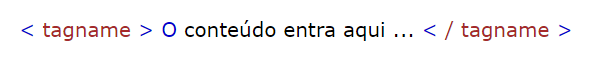 < tagname > O conteúdo entra aqui ... < / tagname >